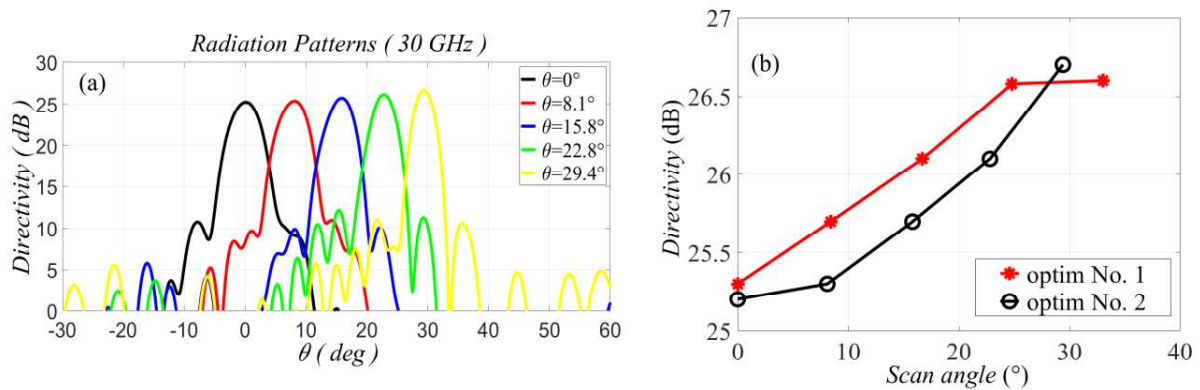 Radiation Patterns ( 30 GHz )
(a)
Directivity ( dB )
30
25
20
15
10
5
0
-30 -20 -10 0 10 20 30 40 50 60
θ ( deg )
θ=0°
θ=8.1°
θ=15.8°
θ=22.8°
θ=29.4°
(b)
Directivity (dB)
27
26.5
26
25.5
25
0 10 20 30 40
Scan angle (°)
optim No. 1
optim No. 2